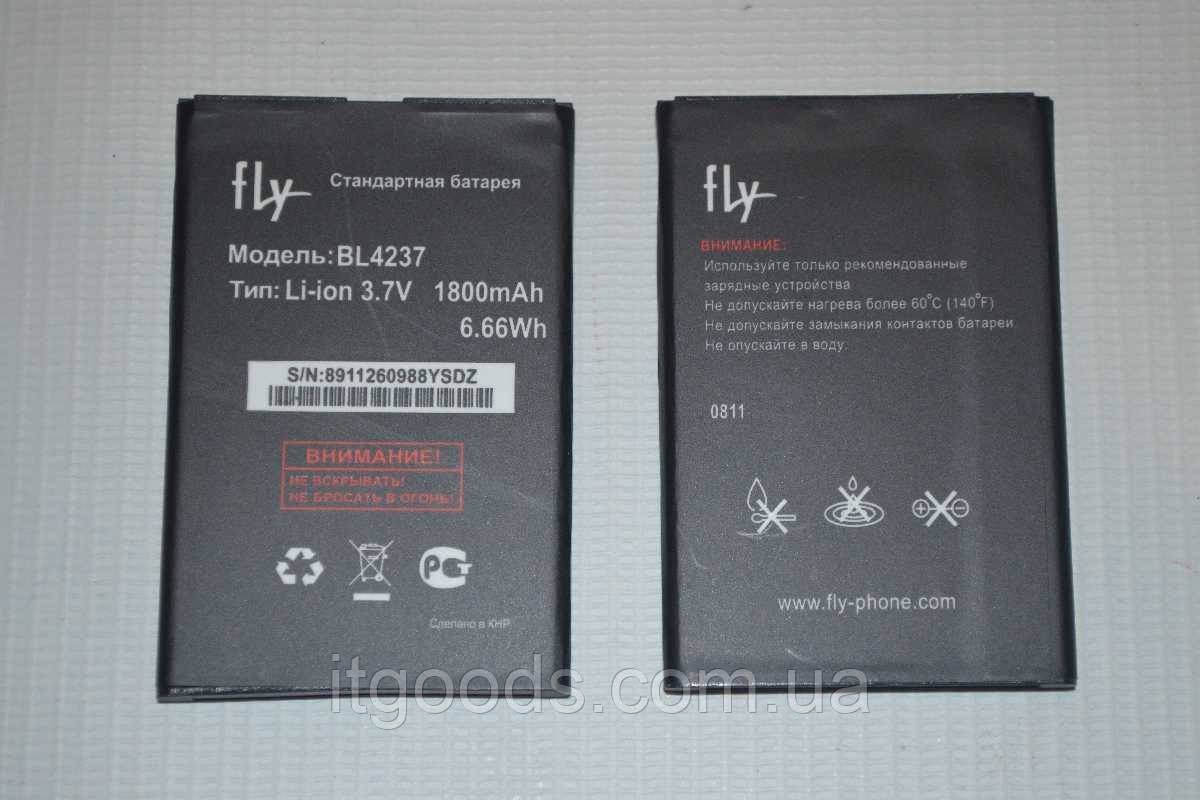 fly Стандартная батарея
Модель: BL4237
Тип: Li-ion 3.7V 1800mAh
6.66Wh
S/N:8911260988YSDZ
ВНИМАНИЕ!
НЕ ВСКРЫВАТЬ!
НЕ БРОСАТЬ В ОГОНЬ!
РСТ
Сделано в КНР
fly
ВНИМАНИЕ:
Используйте только рекомендованные
зарядные устройства
Не допускайте нагрева более 60°C (140°F)
Не допускайте замыкания контактов батареи
Не опускайте в воду.
0811
www.fly-phone.com
itgoods.com.ua